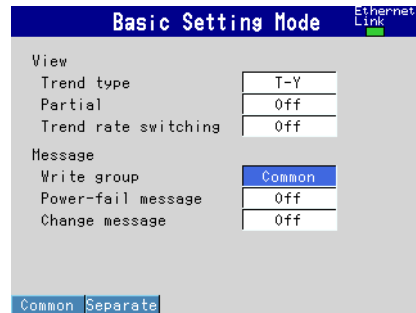 Basic Setting Mode
Ethernet
Link
View
Trend type T-Y
Partial Off
Trend rate switching Off
Message
Write group Common
Power-fail message Off
Change message Off
Common Separate